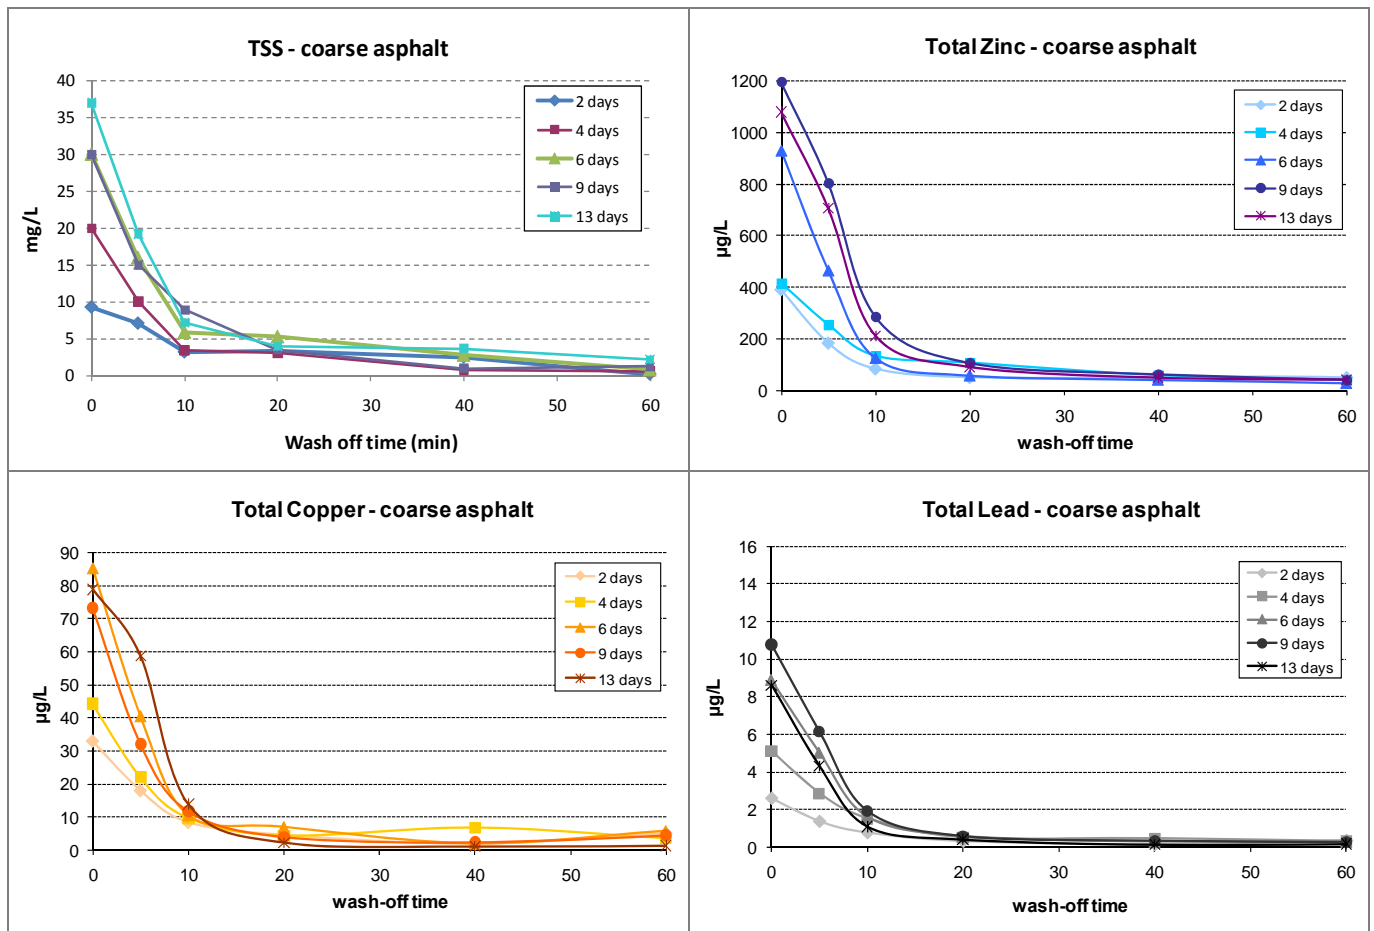 TSS - coarse asphalt
40
35
30
25
20
15
10
5
0
mg/L
0 10 20 40 60
Wash off time (min)
2 days
4 days
6 days
9 days
13 days
Total Zinc - coarse asphalt
1200
1000
800
600
400
200
0
µg/L
0 10 20 30 40 50 60
wash-off time
2 days
4 days
6 days
9 days
13 days
Total Copper - coarse asphalt
90
80
70
60
50
40
30
20
10
0
µg/L
0 10 20 30 40 50 60
wash-off time
2 days
4 days
6 days
9 days
13 days
Total Lead - coarse asphalt
16
14
12
10
8
6
4
2
0
µg/L
0 10 20 30 40 50 60
wash-off time
2 days
4 days
6 days
9 days
13 days